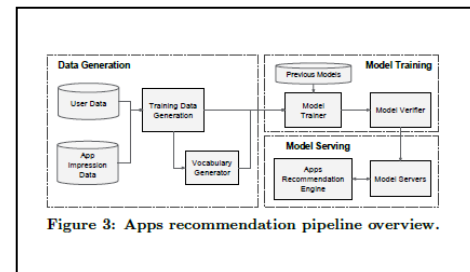 Data Generation
User Data
App
Impression
Data
Training Data
Generation
Vocabulary
Generator
Previous Models
Model Training
Model
Trainer
Model Verifier
Model Serving
Apps
Recommendation
Engine
Model Servers
Figure 3: Apps recommendation pipeline overview.